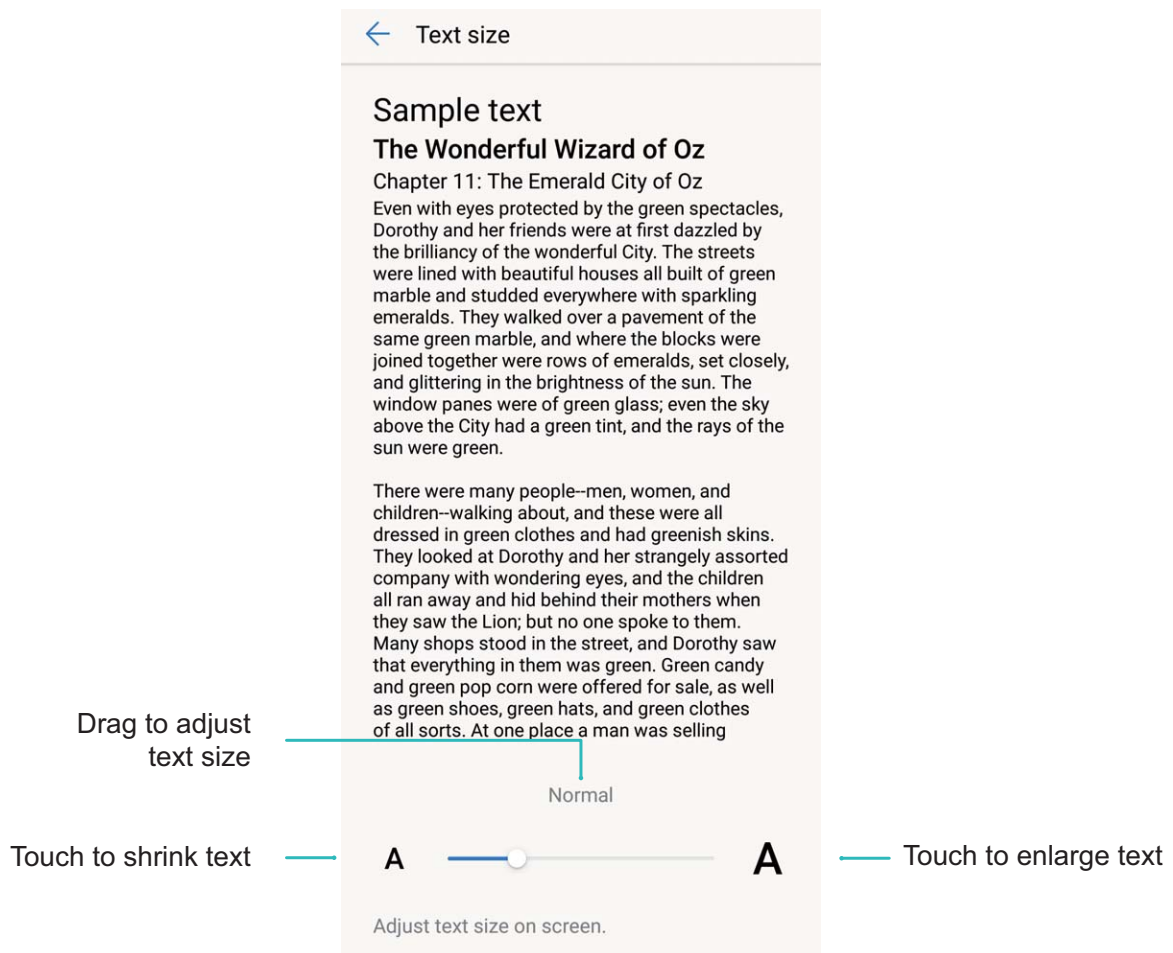 Text size
Sample text
The Wonderful Wizard of Oz
Chapter 11: The Emerald City of Oz
Even with eyes protected by the green spectacles,
Dorothy and her friends were at first dazzled by
the brilliancy of the wonderful City. The streets
were lined with beautiful houses all built of green
marble and studded everywhere with sparkling
emeralds. They walked over a pavement of the
same green marble, and where the blocks were
joined together were rows of emeralds, set closely,
and glittering in the brightness of the sun. The
window panes were of green glass; even the sky
above the City had a green tint, and the rays of the
sun were green.
There were many people--men, women, and
children--walking about, and these were all
dressed in green clothes and had greenish skins.
They looked at Dorothy and her strangely assorted
company with wondering eyes, and the children
all ran away and hid behind their mothers when
they saw the Lion; but no one spoke to them.
Many shops stood in the street, and Dorothy saw
that everything in them was green. Green candy
and green pop corn were offered for sale, as well
as green shoes, green hats, and green clothes
of all sorts. At one place a man was selling
Drag to adjust
text size
Normal
Touch to shrink text
A
A
Touch to enlarge text
Adjust text size on screen.